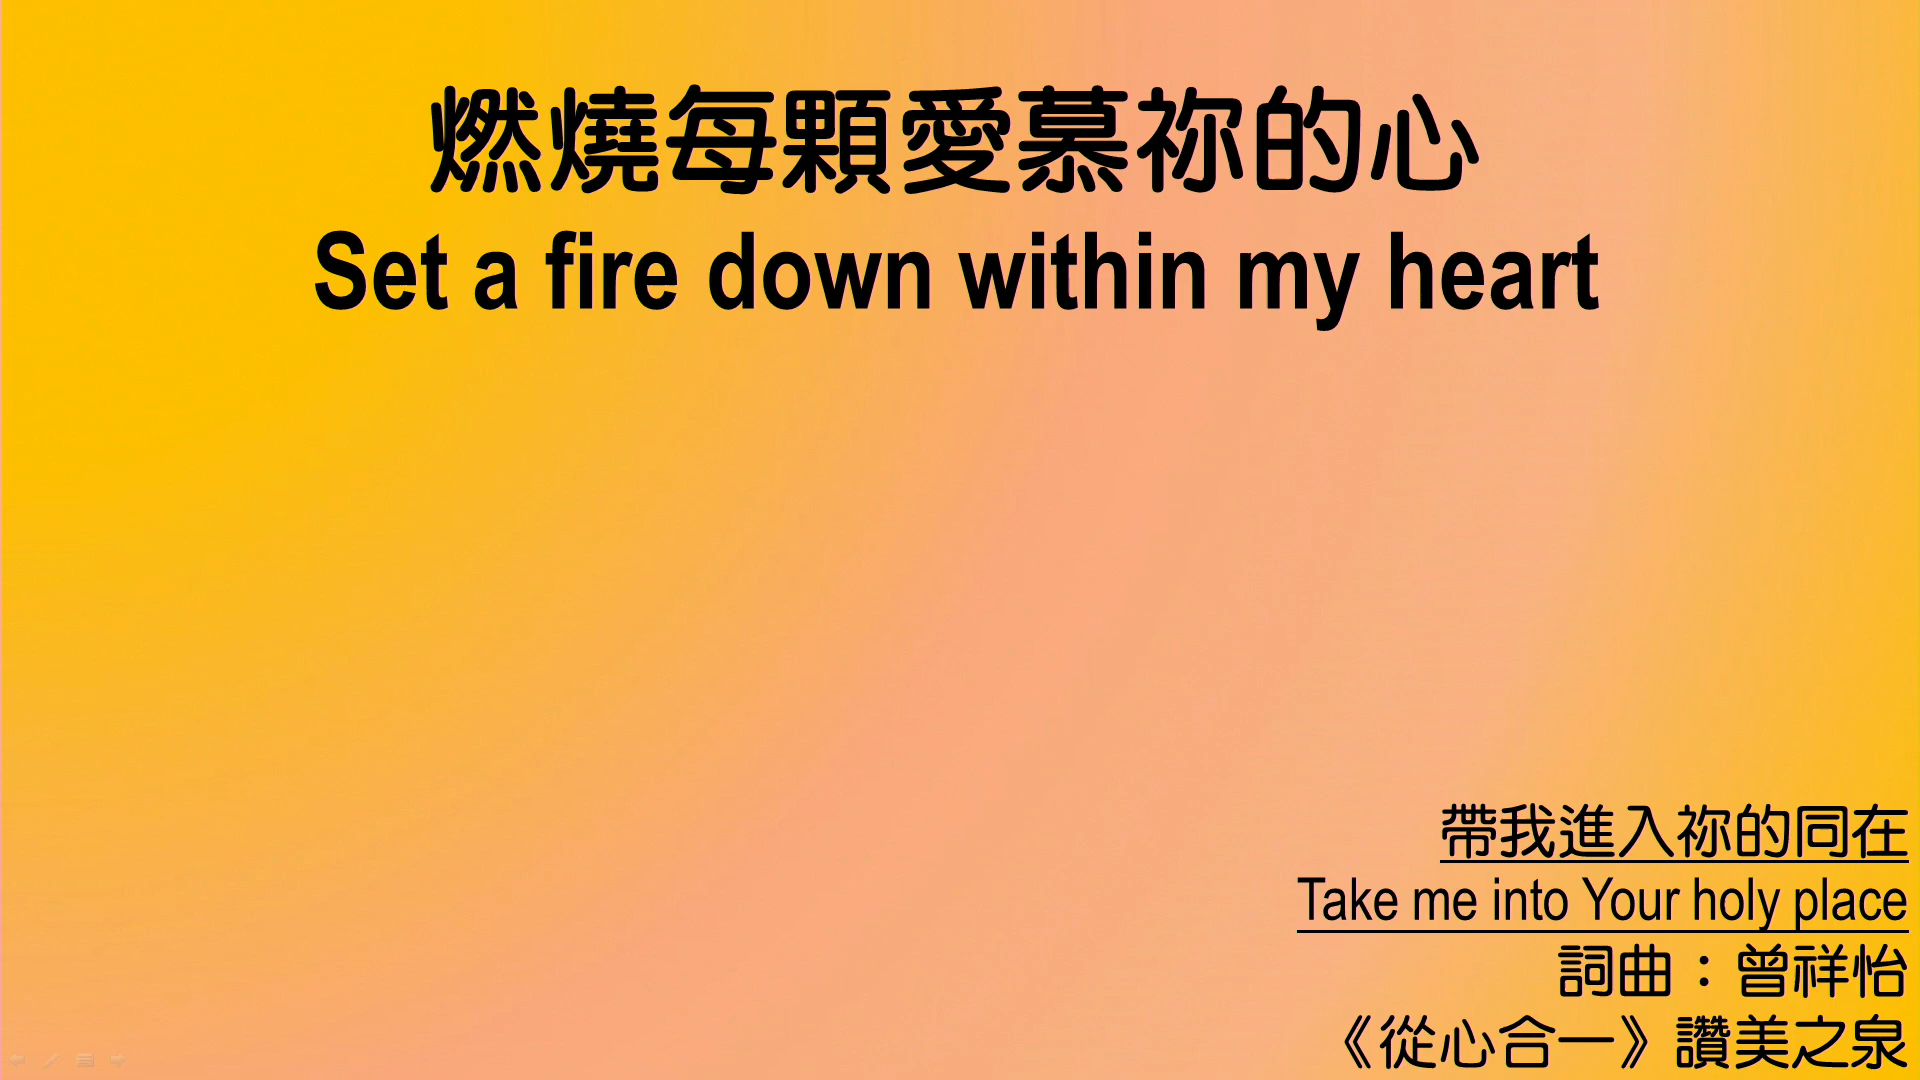 燃燒每顆愛慕祢的心
Set a fire down within my heart
帶我進入祢的同在
Take me into Your holy place
詞曲：曾祥怡
《從心合一》讚美之泉